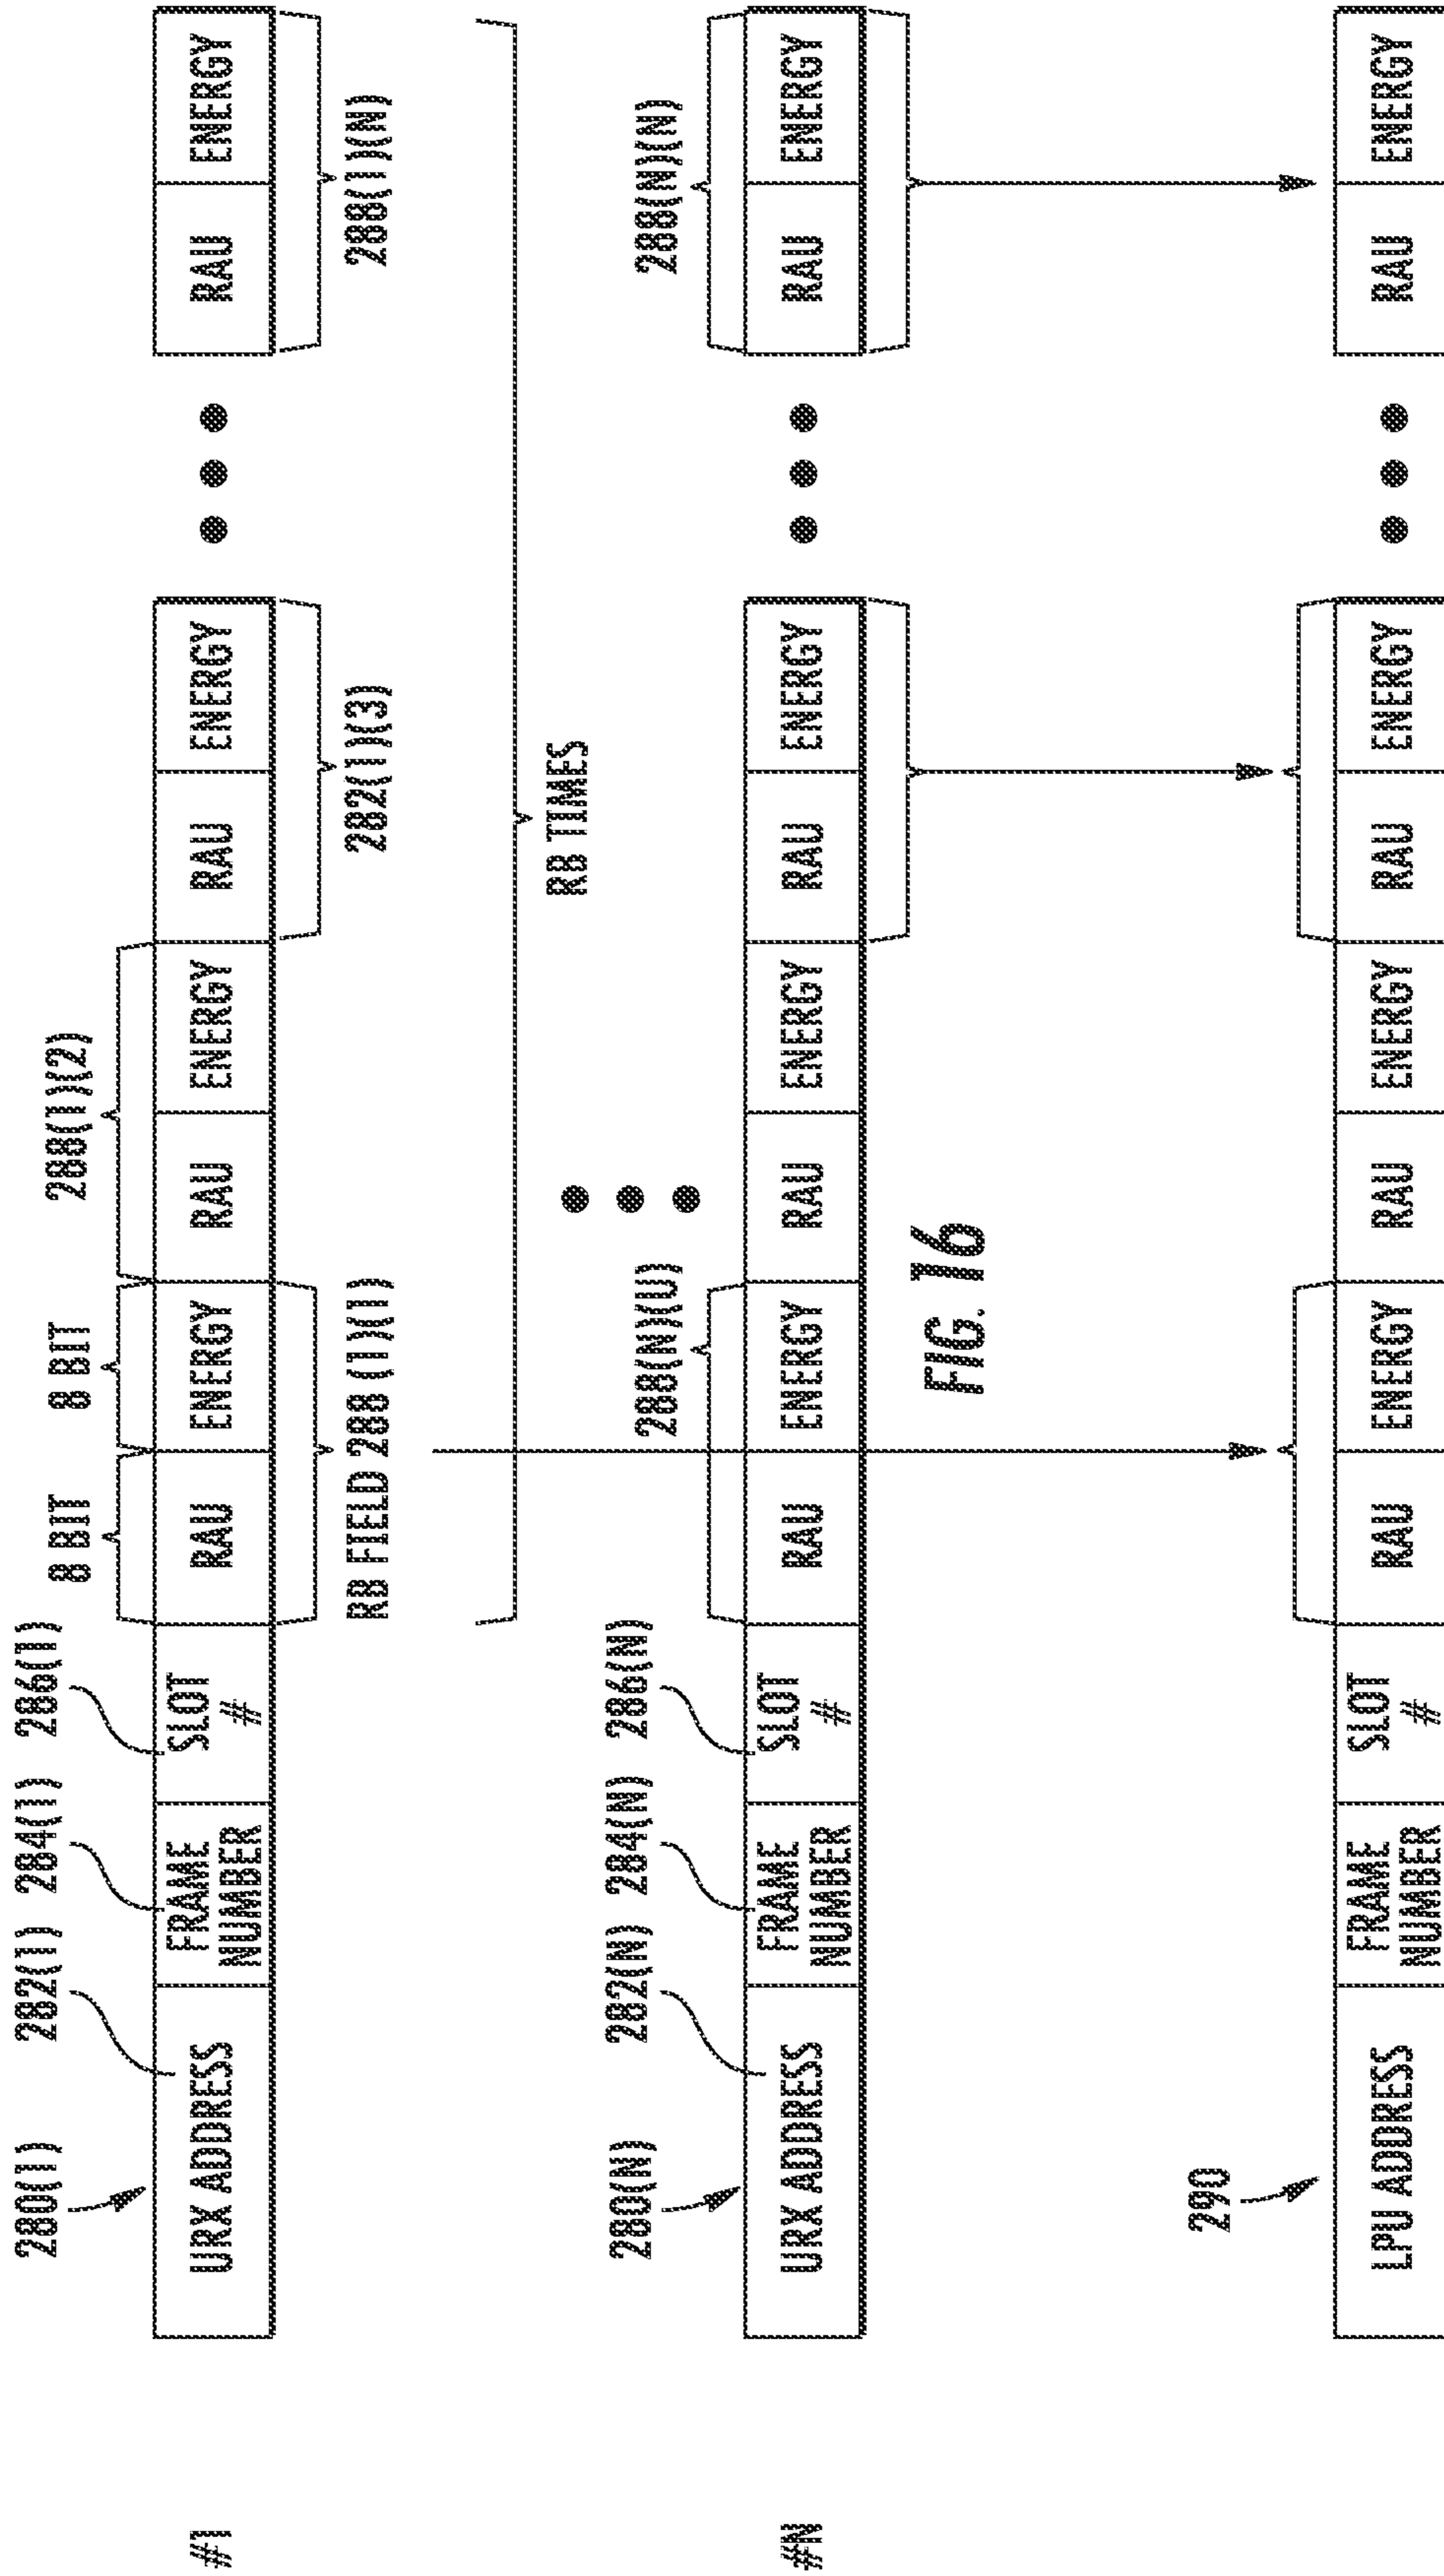 280(1) 282(1) 284(1) 286(1) 8 BIT 8 BIT 288(1)(2)
#1 URX ADDRESS FRAME NUMBER SLOT # RAU ENERGY RAU ENERGY RAU ENERGY RAU ENERGY
RB FIELD 288 (1)(1) 282(1)(3) 288(1)(N)
RB TIMES
280(N) 282(N) 284(N) 286(N) 288(N)(U) 288(N)(N)
#N URX ADDRESS FRAME NUMBER SLOT # RAU ENERGY RAU ENERGY RAU ENERGY RAU ENERGY
FIG. 16
290
LPU ADDRESS FRAME NUMBER SLOT # RAU ENERGY RAU ENERGY RAU ENERGY RAU ENERGY